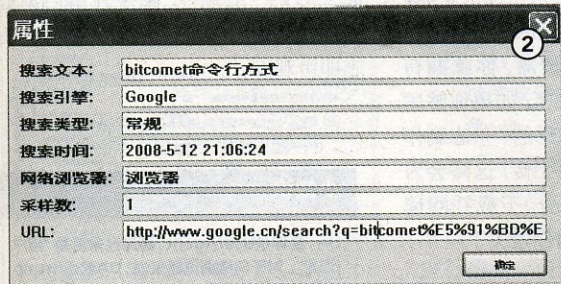 属性
2
搜索文本: bitcomet命令行方式
搜索引擎: Google
搜索类型: 常规
搜索时间: 2008-5-12 21:06:24
网络浏览器: 浏览器
采样数: 1
URL: http://www.google.cn/search?q=bitcomet%E5%91%BD%E
确定